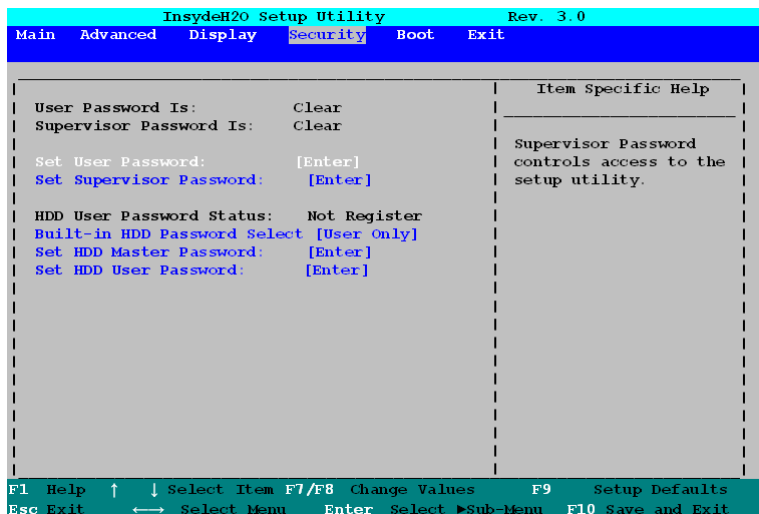 InsydeH2O Setup Utility Rev. 3.0
Main Advanced Display Security Boot Exit
Item Specific Help
User Password Is: Clear
Supervisor Password Is: Clear
Supervisor Password
controls access to the
setup utility.
Set User Password: [Enter]
Set Supervisor Password: [Enter]
HDD User Password Status: Not Register
Built-in HDD Password Select [User Only]
Set HDD Master Password: [Enter]
Set HDD User Password: [Enter]
F1 Help ↑ ↓ Select Item F7/F8 Change Values F9 Setup Defaults
Esc Exit ←→ Select Menu Enter Select ▶Sub-Menu F10 Save and Exit